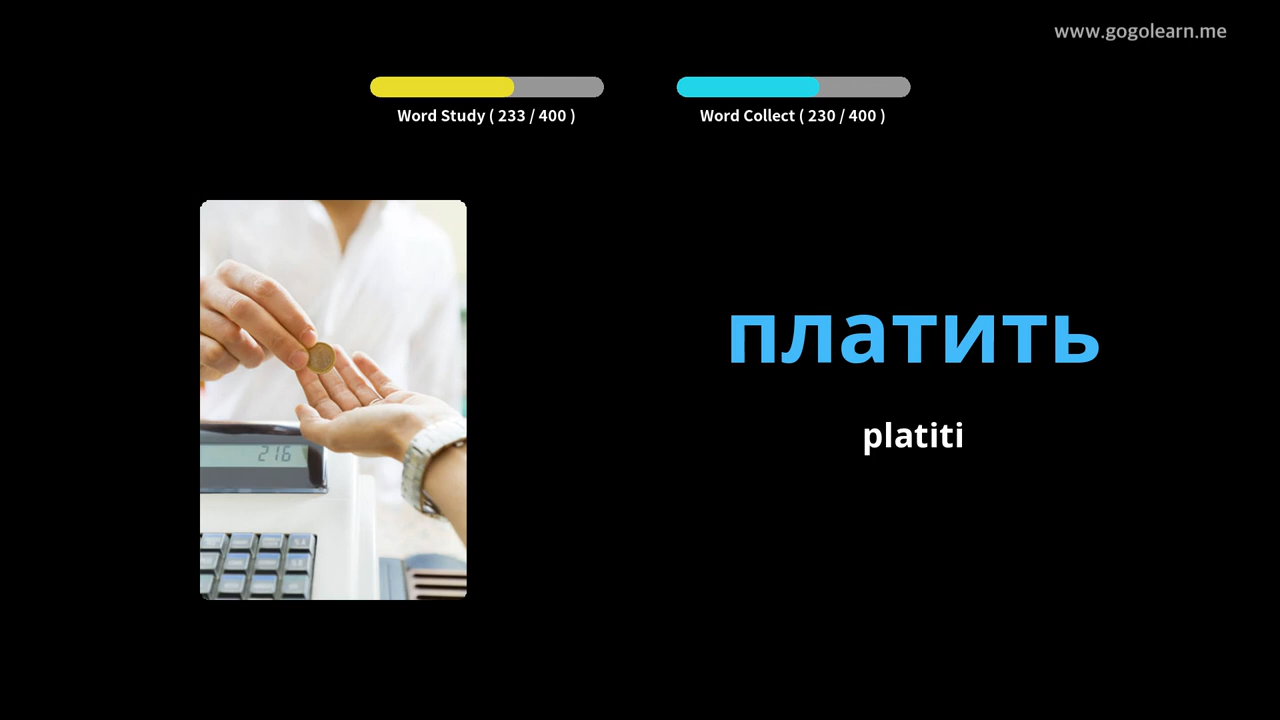 www.gogolearn.me
Word Study ( 233 / 400 )
Word Collect ( 230 / 400 )
216
платить
platiti